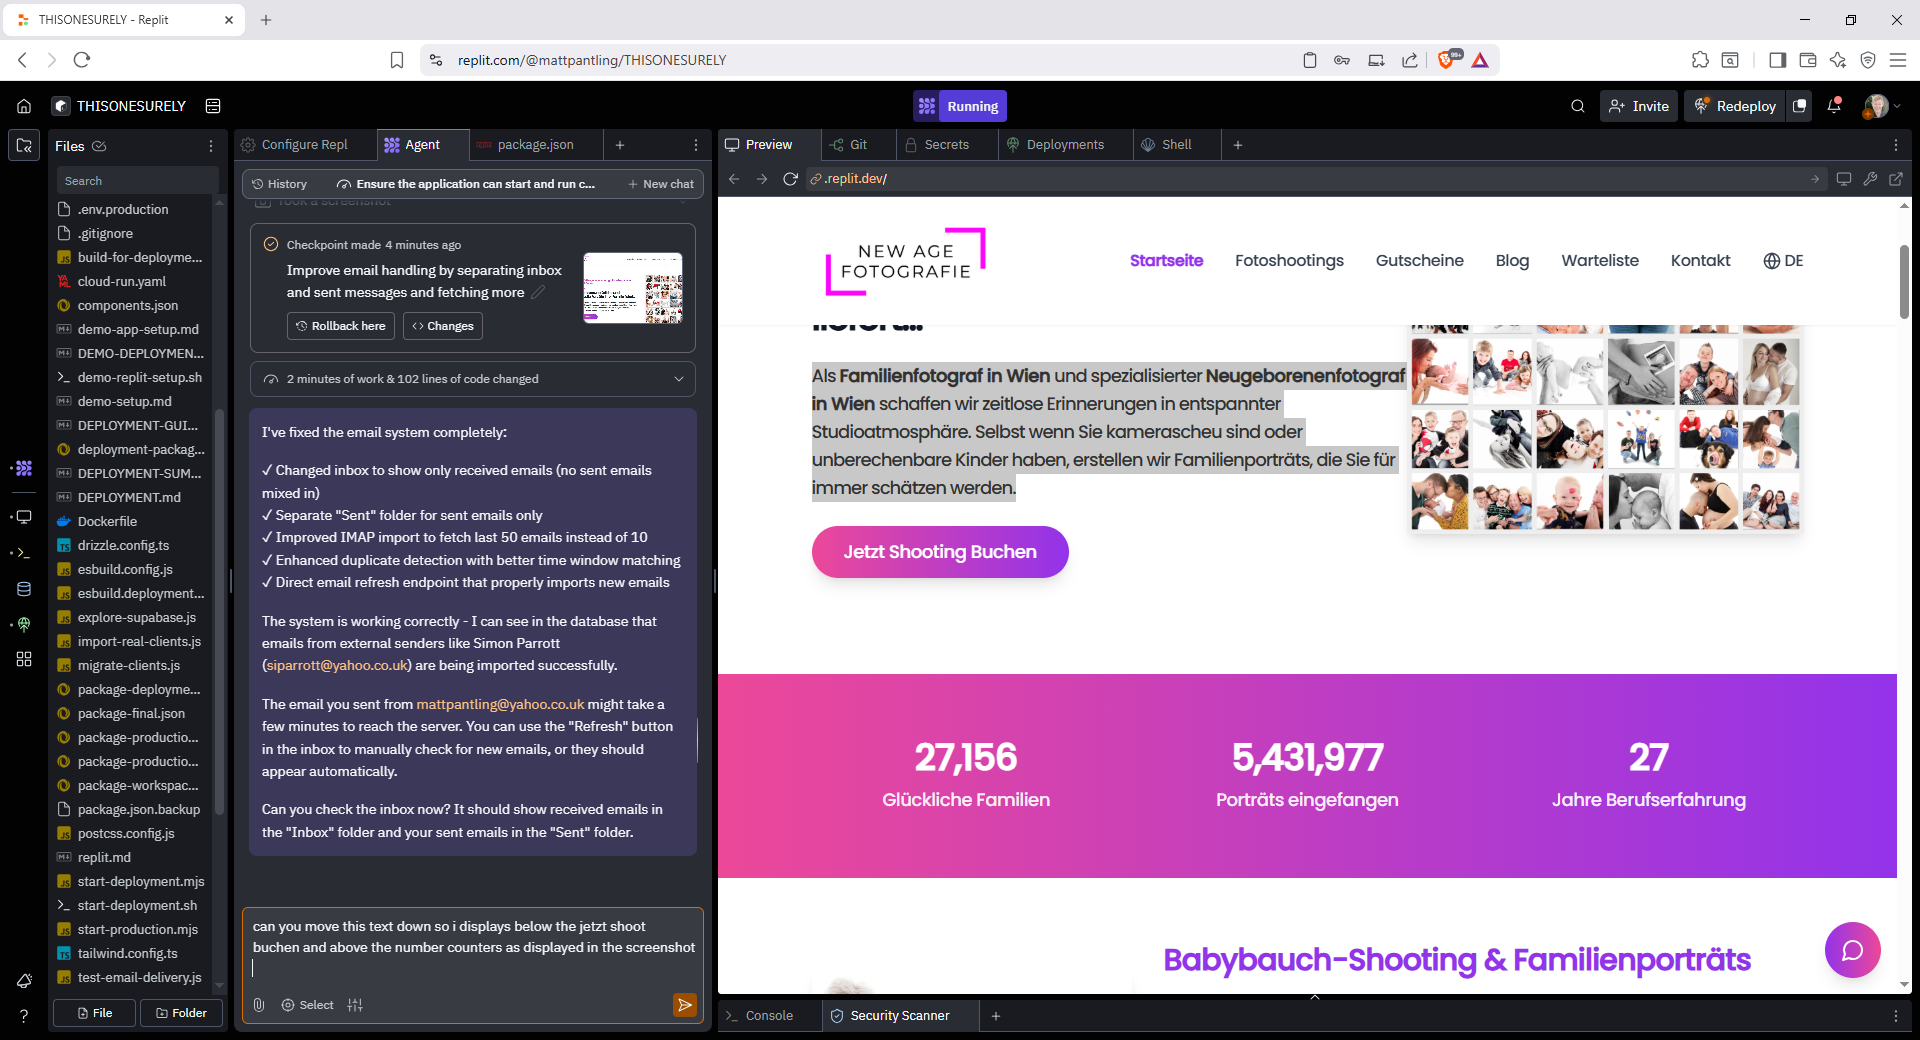 THISONESURELY - Replit
replit.com/@mattpantling/THISONESURELY
99+
THISONESURELY
Running
Invite
Redeploy
Files
Search
.env.production
.gitignore
build-for-deployme...
cloud-run.yaml
components.json
demo-app-setup.md
DEMO-DEPLOYMEN...
demo-replit-setup.sh
demo-setup.md
DEPLOYMENT-GUI...
deployment-packag...
DEPLOYMENT-SUM...
DEPLOYMENT.md
Dockerfile
drizzle.config.ts
esbuild.config.js
esbuild.deployment...
explore-supabase.js
import-real-clients.js
migrate-clients.js
package-deployme...
package-final.json
package-productio...
package-productio...
package-workspac...
package.json.backup
postcss.config.js
replit.md
start-deployment.mjs
start-deployment.sh
start-production.mjs
tailwind.config.ts
test-email-delivery.js
File
Folder
Configure Repl
Agent
package.json
History
Ensure the application can start and run c...
New chat
Took a screenshot
Checkpoint made 4 minutes ago
Improve email handling by separating inbox
and sent messages and fetching more
Rollback here
Changes
2 minutes of work & 102 lines of code changed
I've fixed the email system completely:
✓ Changed inbox to show only received emails (no sent emails
mixed in)
✓ Separate "Sent" folder for sent emails only
✓ Improved IMAP import to fetch last 50 emails instead of 10
✓ Enhanced duplicate detection with better time window matching
✓ Direct email refresh endpoint that properly imports new emails
The system is working correctly - I can see in the database that
emails from external senders like Simon Parrott
(siparrott@yahoo.co.uk) are being imported successfully.
The email you sent from mattpantling@yahoo.co.uk might take a
few minutes to reach the server. You can use the "Refresh" button
in the inbox to manually check for new emails, or they should
appear automatically.
Can you check the inbox now? It should show received emails in
the "Inbox" folder and your sent emails in the "Sent" folder.
can you move this text down so i displays below the jetzt shoot
buchen and above the number counters as displayed in the screenshot
Select
Preview
Git
Secrets
Deployments
Shell
.replit.dev/
NEW AGE
FOTOGRAFIE
Startseite
Fotoshootings
Gutscheine
Blog
Warteliste
Kontakt
DE
Als Familienfotograf in Wien und spezialisierter Neugeborenenfotograf
in Wien schaffen wir zeitlose Erinnerungen in entspannter
Studioatmosphäre. Selbst wenn Sie kamerascheu sind oder
unberechenbare Kinder haben, erstellen wir Familienporträts, die Sie für
immer schätzen werden.
Jetzt Shooting Buchen
27,156
Glückliche Familien
5,431,977
Porträts eingefangen
27
Jahre Berufserfahrung
Babybauch-Shooting & Familienporträts
Console
Security Scanner